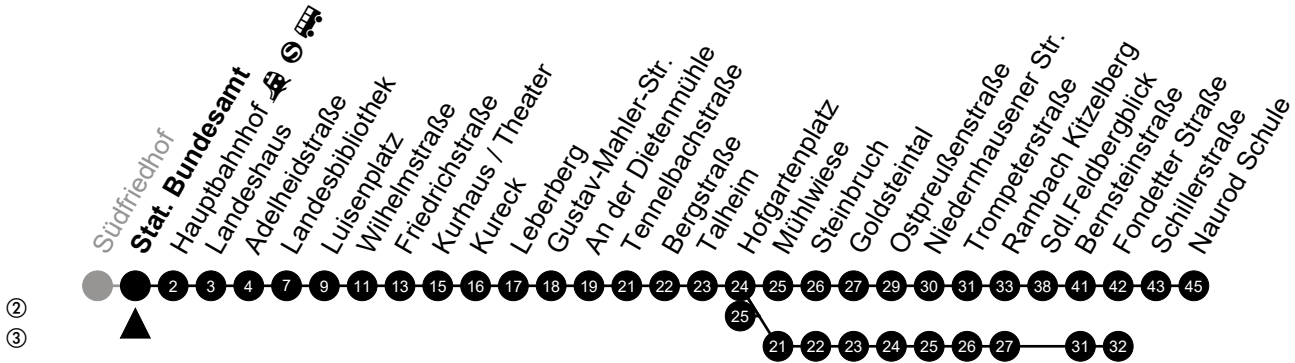 Südfriedhof
Stat. Bundesamt
Hauptbahnhof S
Landeshaus
Adelheidstraße
Landesbibliothek
Luisenplatz
Wilhelmstraße
Friedrichstraße
Kurhaus / Theater
Kureck
Leberberg
Gustav-Mahler-Str.
An der Dietenmühle
Tennelbachstraße
Bergstraße
Talheim
Hofgartenplatz
Mühlwiese
Steinbruch
Goldsteintal
Ostpreußenstraße
Niedernhausener Str.
Trompeterstraße
Rambach Kitzelberg
Sdl.Feldbergblick
Bernsteinstraße
Fondetter Straße
Schillerstraße
Naurod Schule
2 3 4 7 9 11 13 15 16 17 18 19 21 22 23 24 25 26 27 29 30 31 33 38 41 42 43 45
② 25
③ 21 22 23 24 25 26 27 31 32